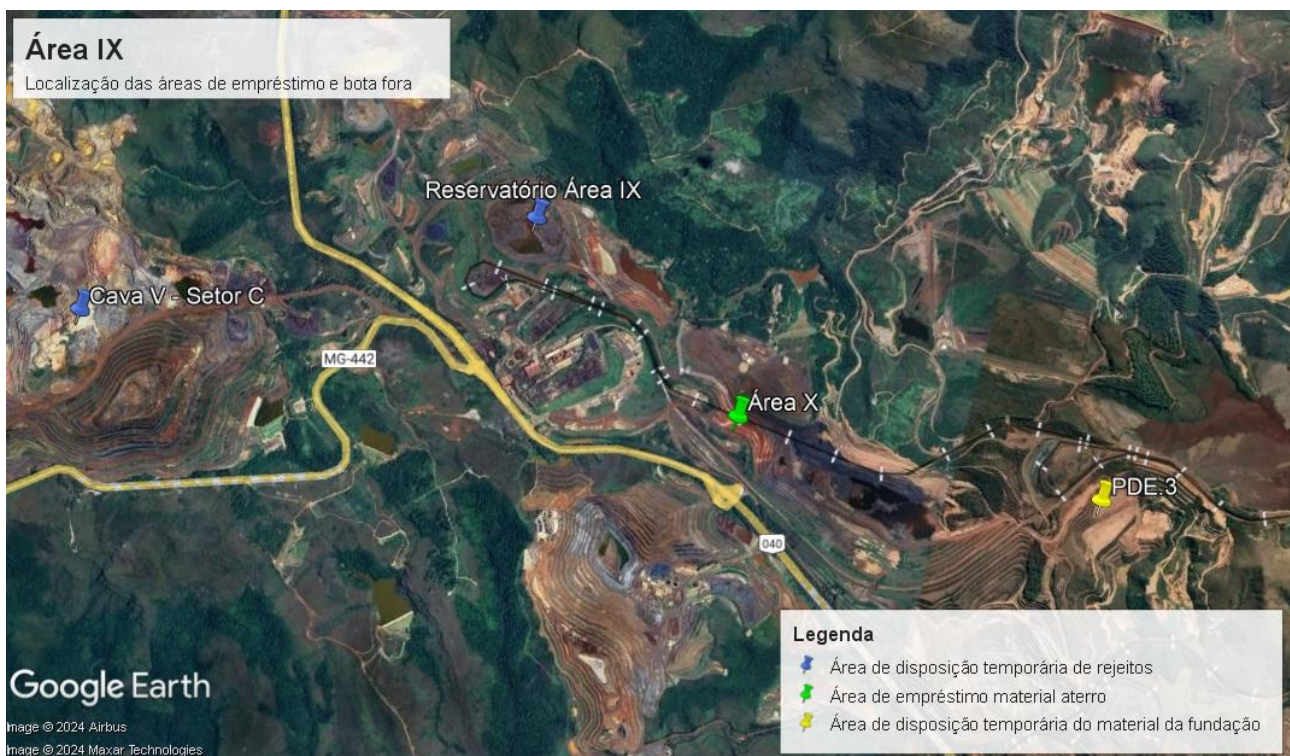 Área IX
Localização das áreas de empréstimo e bota fora
Reservatório Área IX
Cava V - Setor C
MG-442
Área X
PDE.3
040
Legenda
Área de disposição temporária de rejeitos
Área de empréstimo material aterro
Área de disposição temporária do material da fundação
Google Earth
Image © 2024 Airbus
Image © 2024 Maxar Technologies